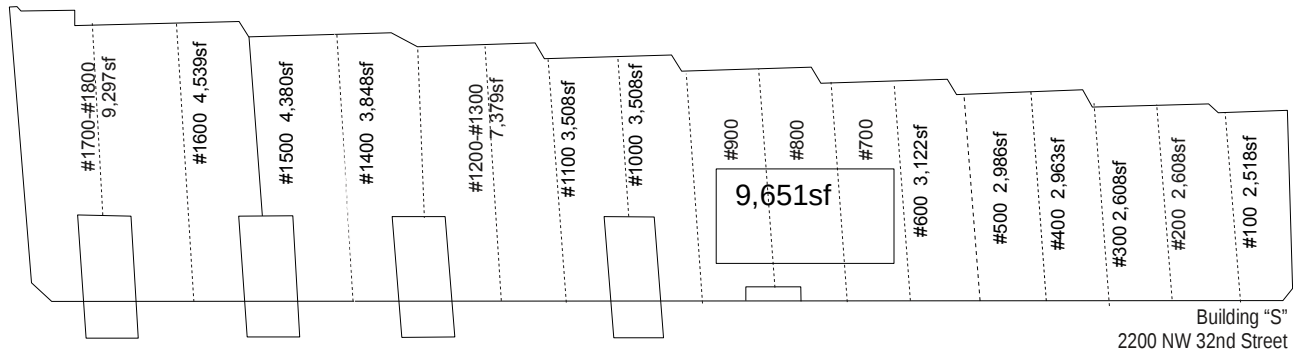 #1700-#1800
9,297sf
#1600 4,539sf
#1500 4,380sf
#1400 3,848sf
#1200-#1300
7,379sf
#1100 3,508sf
#1000 3,508sf
#900
#800
#700
9,651sf
#600 3,122sf
#500 2,986sf
#400 2,963sf
#300 2,608sf
#200 2,608sf
#100 2,518sf
Building “S”
2200 NW 32nd Street